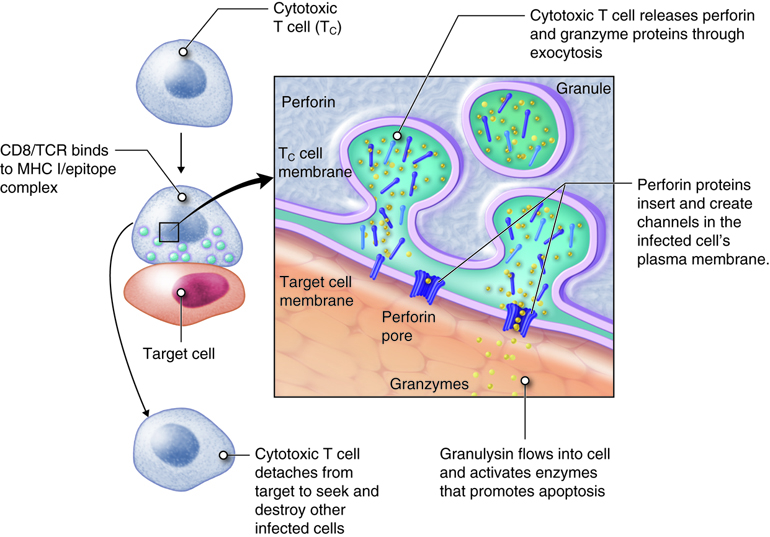 Cytotoxic
T cell (TC)
Cytotoxic T cell releases perforin
and granzyme proteins through
exocytosis
Perforin
Granule
CD8/TCR binds
to MHC I/epitope
complex
TC cell
membrane
Perforin proteins
insert and create
channels in the
infected cell's
plasma membrane.
Target cell
membrane
Perforin
pore
Target cell
Granzymes
Cytotoxic T cell
detaches from
target to seek and
destroy other
infected cells
Granulysin flows into cell
and activates enzymes
that promotes apoptosis